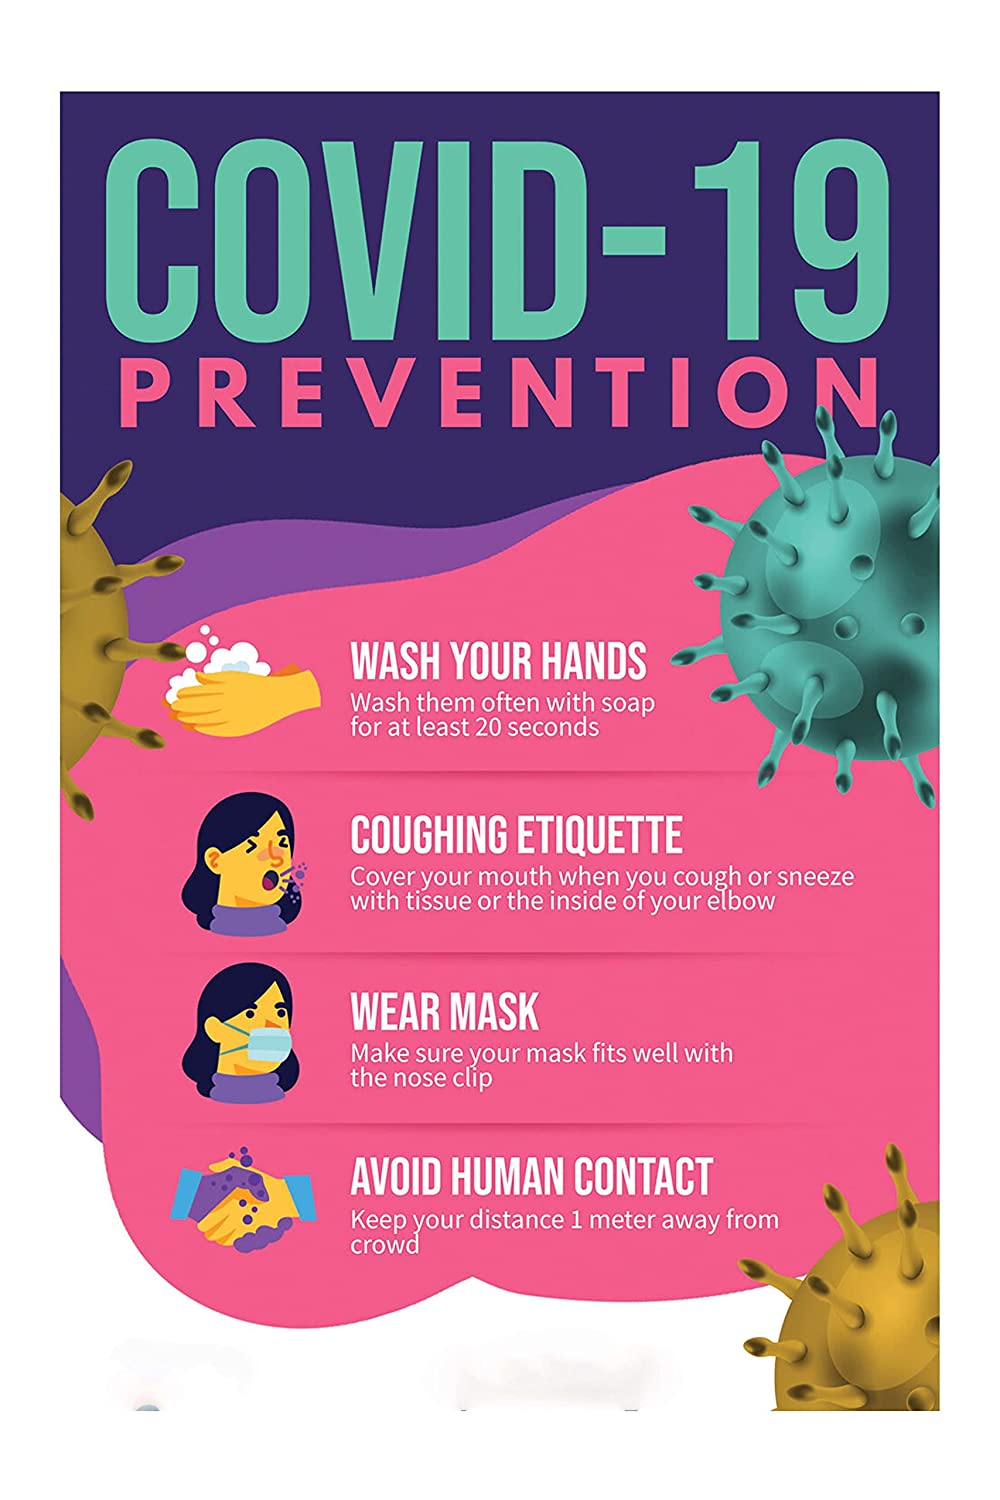 COVID-19
PREVENTION
WASH YOUR HANDS
Wash them often with soap
for at least 20 seconds
COUGHING ETIQUETTE
Cover your mouth when you cough or sneeze
with tissue or the inside of your elbow
WEAR MASK
Make sure your mask fits well with
the nose clip
AVOID HUMAN CONTACT
Keep your distance 1 meter away from
crowd